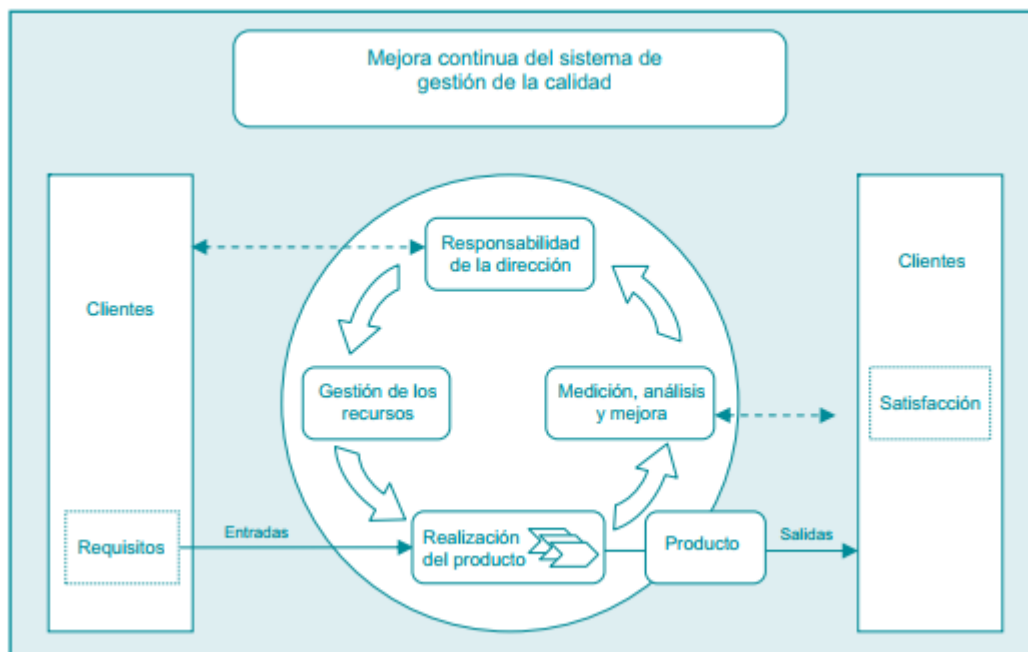 Mejora continua del sistema de
gestión de la calidad
Responsabilidad
de la dirección
Clientes
Clientes
Gestión de los
recursos
Medición, análisis
y mejora
Satisfacción
Requisitos
Entradas
Realización
del producto
Producto
Salidas